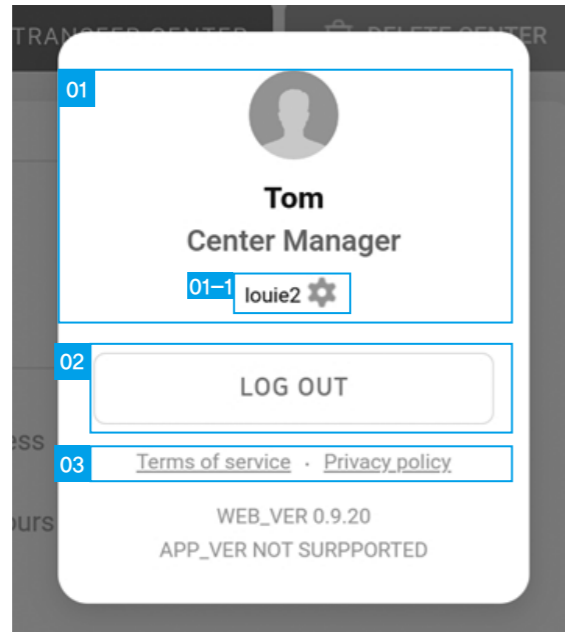 TRANSFER CENTER
DELETE CENTER
01
Tom
Center Manager
01–1
louie2
02
LOG OUT
ess
03
Terms of service · Privacy policy
ours
WEB_VER 0.9.20
APP_VER NOT SURPPORTED